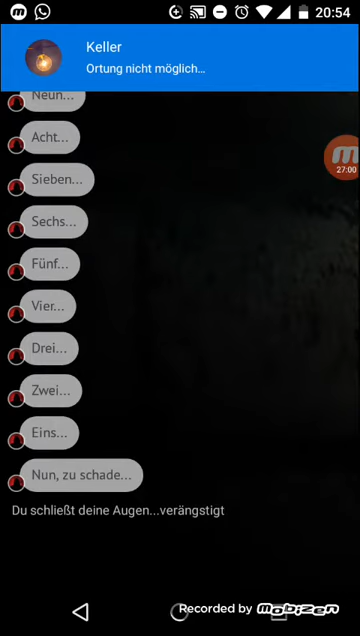 20:54
Keller
Ortung nicht möglich...
Neun...
Acht...
Sieben...
27:00
Sechs...
Fünf...
Vier...
Drei...
Zwei...
Eins...
Nun, zu schade...
Du schließt deine Augen...verängstigt
Recorded by mobizen